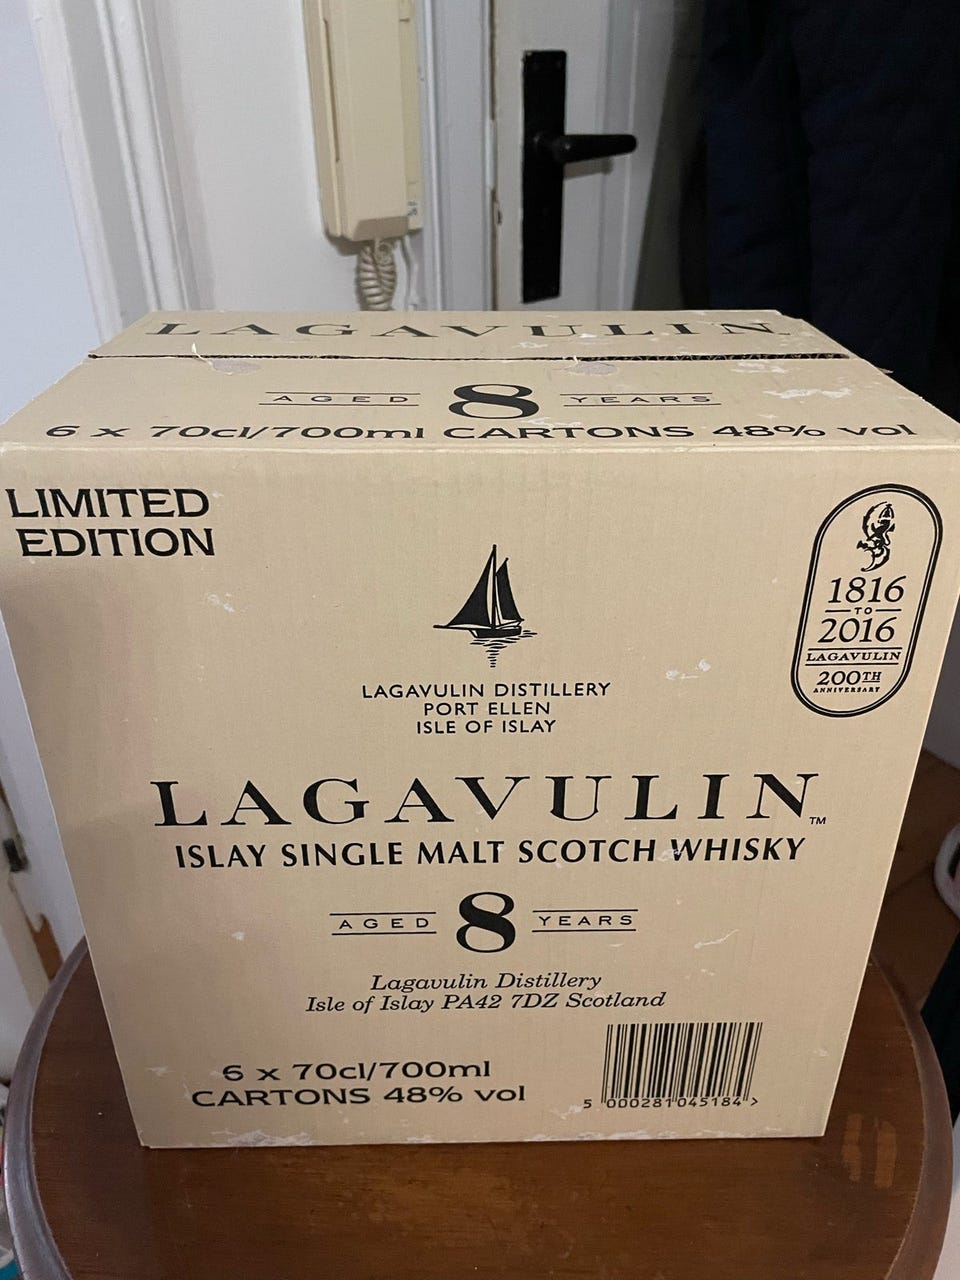 LAGAVULIN
AGED 8 YEARS
6 x 70cl/700ml CARTONS 48% vol
LIMITED
EDITION
1816
TO
2016
LAGAVULIN
200TH
ANNIVERSARY
LAGAVULIN DISTILLERY
PORT ELLEN
ISLE OF ISLAY
LAGAVULIN™
ISLAY SINGLE MALT SCOTCH WHISKY
AGED 8 YEARS
Lagavulin Distillery
Isle of Islay PA42 7DZ Scotland
6 x 70cl/700ml
CARTONS 48% vol
5 000281 045184 >